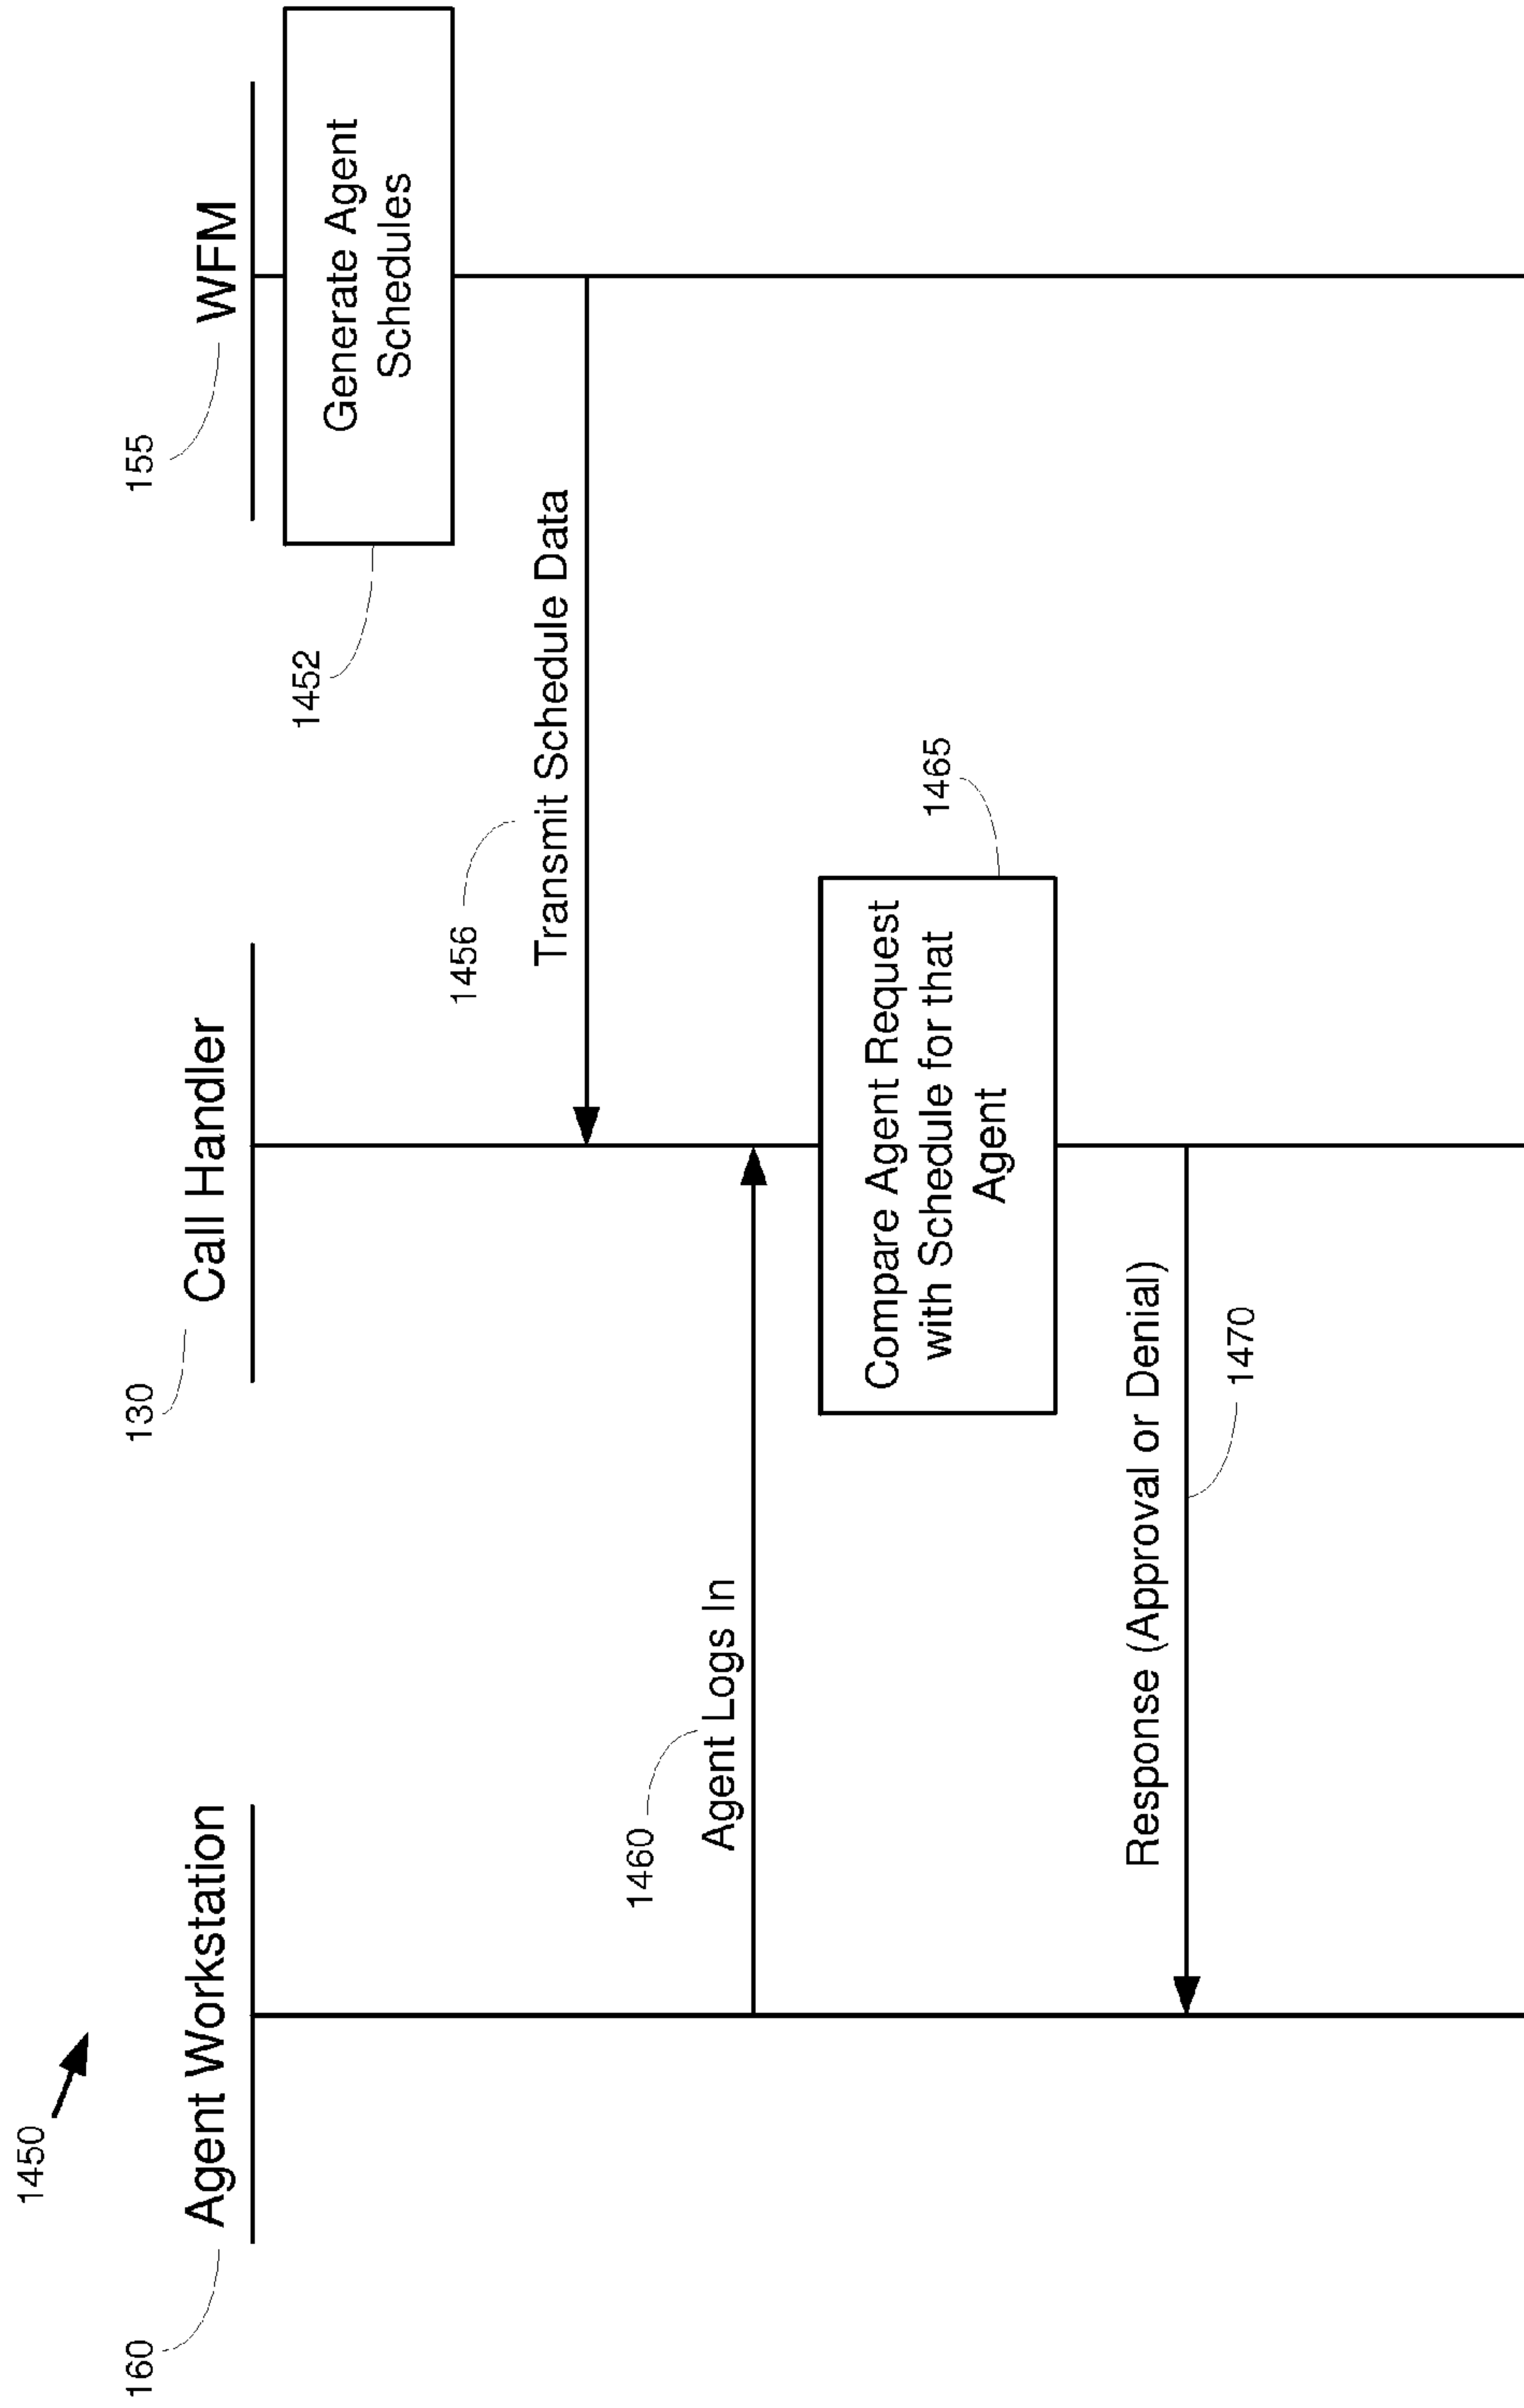 1450
160
Agent Workstation
130
Call Handler
155
WFM
1452
Generate Agent
Schedules
1456
Transmit Schedule Data
1460
Agent Logs In
1465
Compare Agent Request
with Schedule for that
Agent
Response (Approval or Denial)
1470